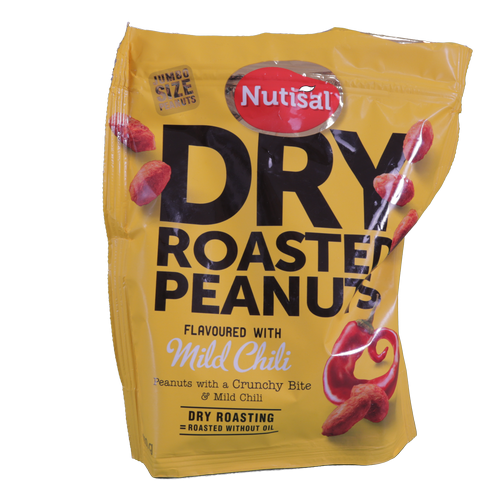 JUMBO
SIZE
PEANUTS
Nutisal
DRY
ROASTED
PEANUTS
FLAVOURED WITH
Mild Chili
Peanuts with a Crunchy Bite
& Mild Chili
DRY ROASTING
= ROASTED WITHOUT OIL